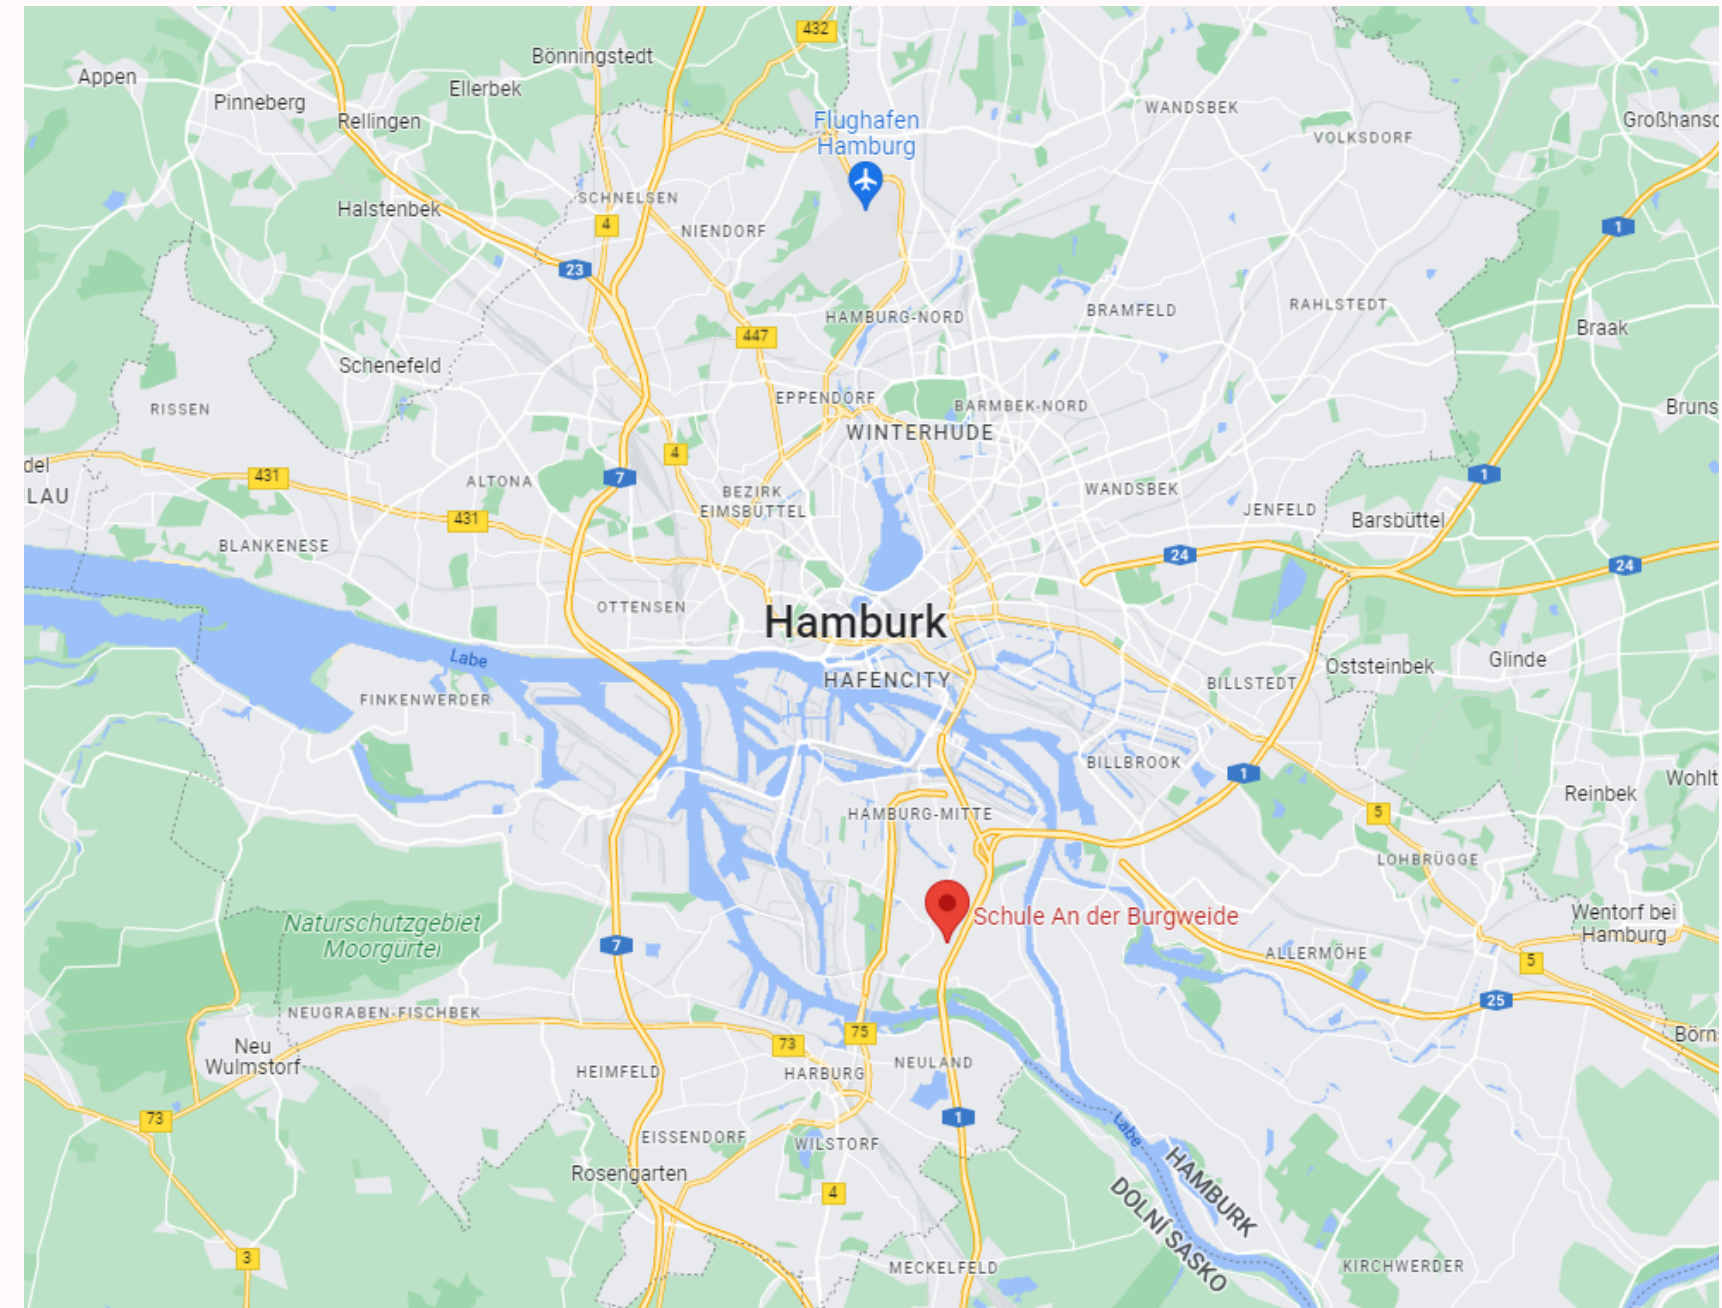 432
Bönningstedt
Appen
Ellerbek
Pinneberg
Rellingen
WANDSBEK
Großhansd
Flughafen
Hamburg
VOLKSDORF
SCHNELSEN
Halstenbek
4
NIENDORF
1
23
HAMBURG-NORD
BRAMFELD
RAHLSTEDT
447
Braak
Schenefeld
EPPENDORF
RISSEN
BARMBEK-NORD
Bruns
WINTERHUDE
4
del
LAU
431
ALTONA
7
1
BEZIRK
EIMSBÜTTEL
WANDSBEK
431
JENFELD
Barsbüttel
BLANKENESE
24
24
OTTENSEN
Hamburk
Labe
Oststeinbek
Glinde
HAFENCITY
BILLSTEDT
FINKENWERDER
BILLBROOK
1
Wohlt
Reinbek
HAMBURG-MITTE
5
LOHBRÜGGE
Schule An der Burgweide
Wentorf bei
Hamburg
Naturschutzgebiet
Moorgürtel
7
ALLERMÖHE
5
25
NEUGRABEN-FISCHBEK
75
Börn
Neu
Wulmstorf
73
HEIMFELD
HARBURG
NEULAND
73
1
Labe
EISSENDORF
WILSTORF
Rosengarten
4
HAMBURK
DOLNÍ SASKO
3
MECKELFELD
KIRCHWERDER